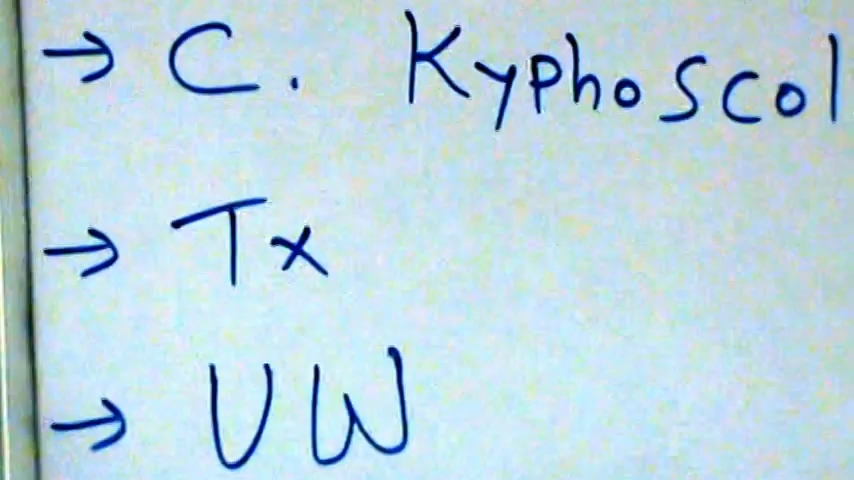 → C. Kyphoscol
→ Tx
→ UW